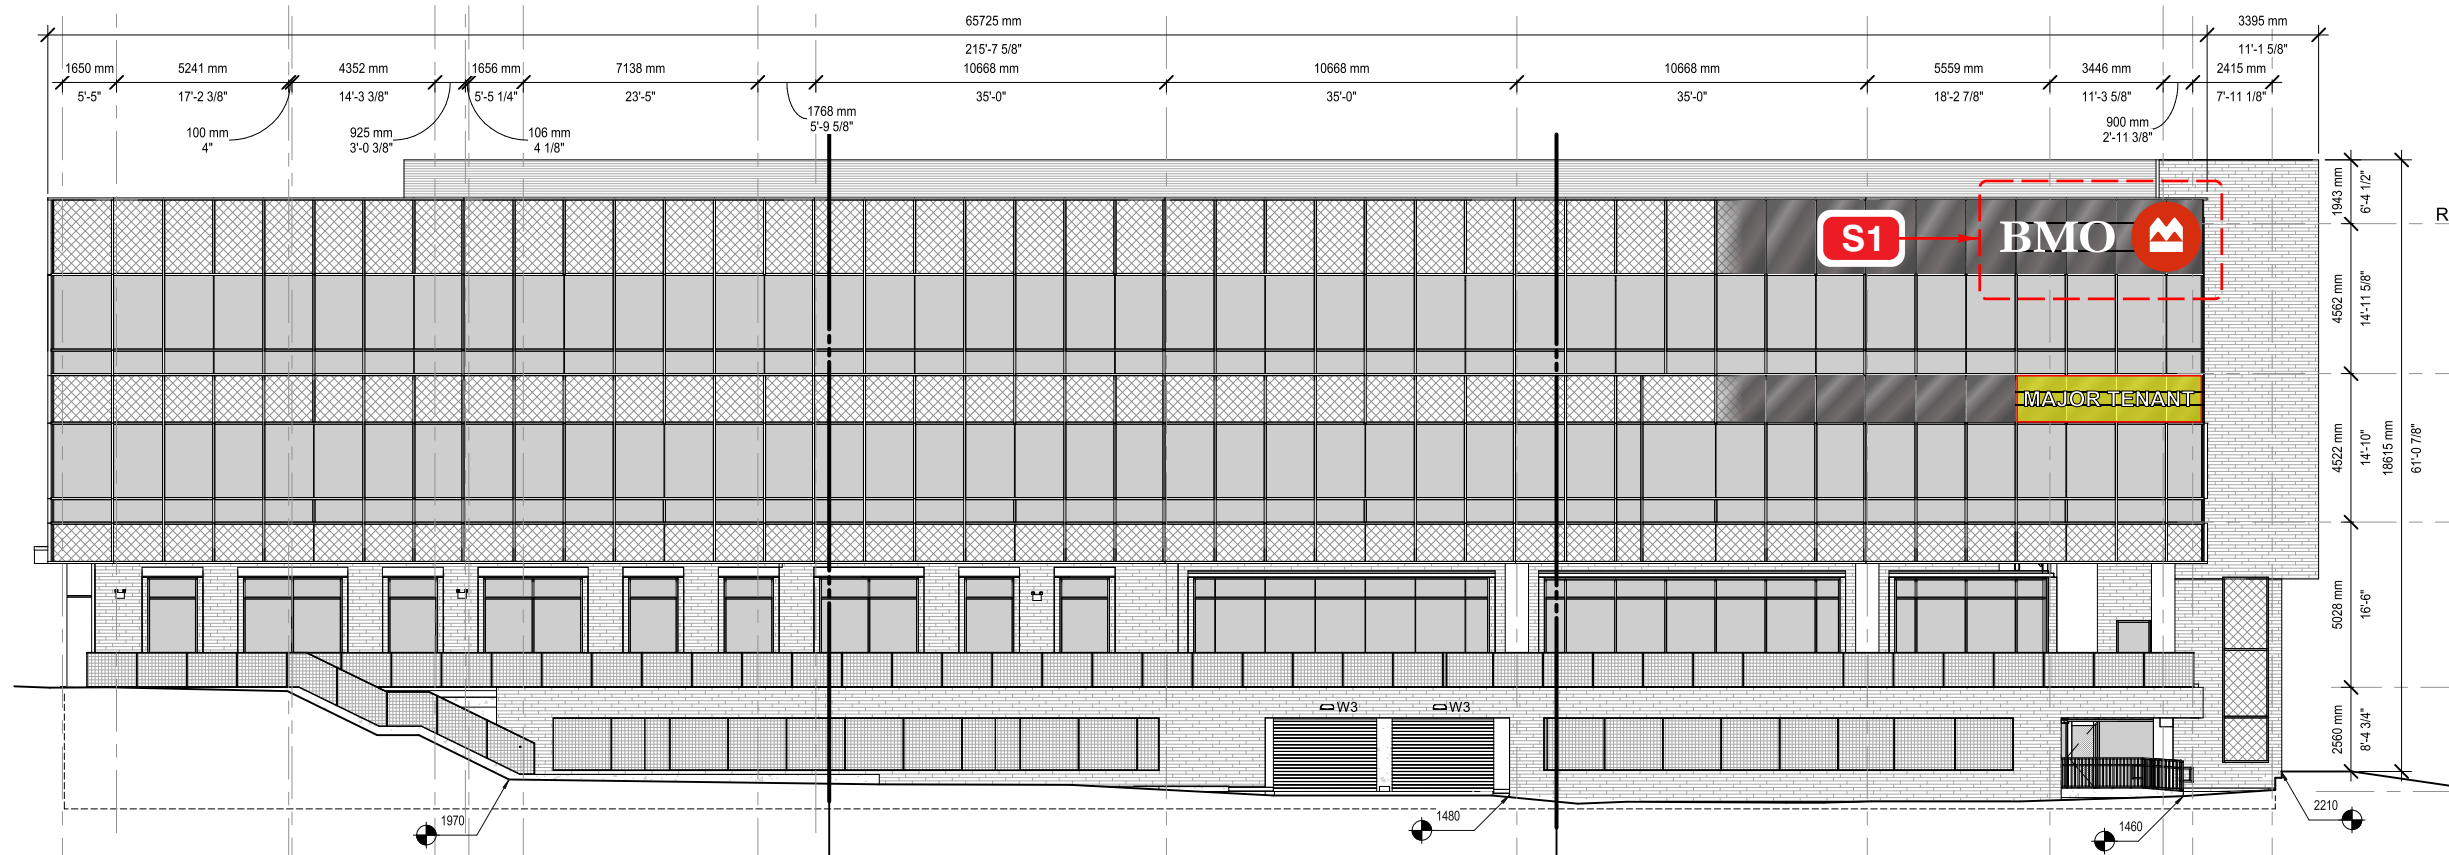 65725 mm
3395 mm
215'-7 5/8"
11'-1 5/8"
1650 mm
5241 mm
4352 mm
1656 mm
7138 mm
10668 mm
10668 mm
10668 mm
5559 mm
3446 mm
2415 mm
5'-5"
17'-2 3/8"
14'-3 3/8"
5'-5 1/4"
23'-5"
35'-0"
35'-0"
35'-0"
18'-2 7/8"
11'-3 5/8"
7'-11 1/8"
100 mm
4"
925 mm
3'-0 3/8"
106 mm
4 1/8"
1768 mm
5'-9 5/8"
900 mm
2'-11 3/8"
S1
BMO
MAJOR TENANT
R
19443 mm
6'-4 1/2"
4562 mm
14'-11 5/8"
4522 mm
14'-10"
18615 mm
61'-0 7/8"
5028 mm
16'-6"
2560 mm
8'-4 3/4"
W3
W3
1970
1480
1460
2210